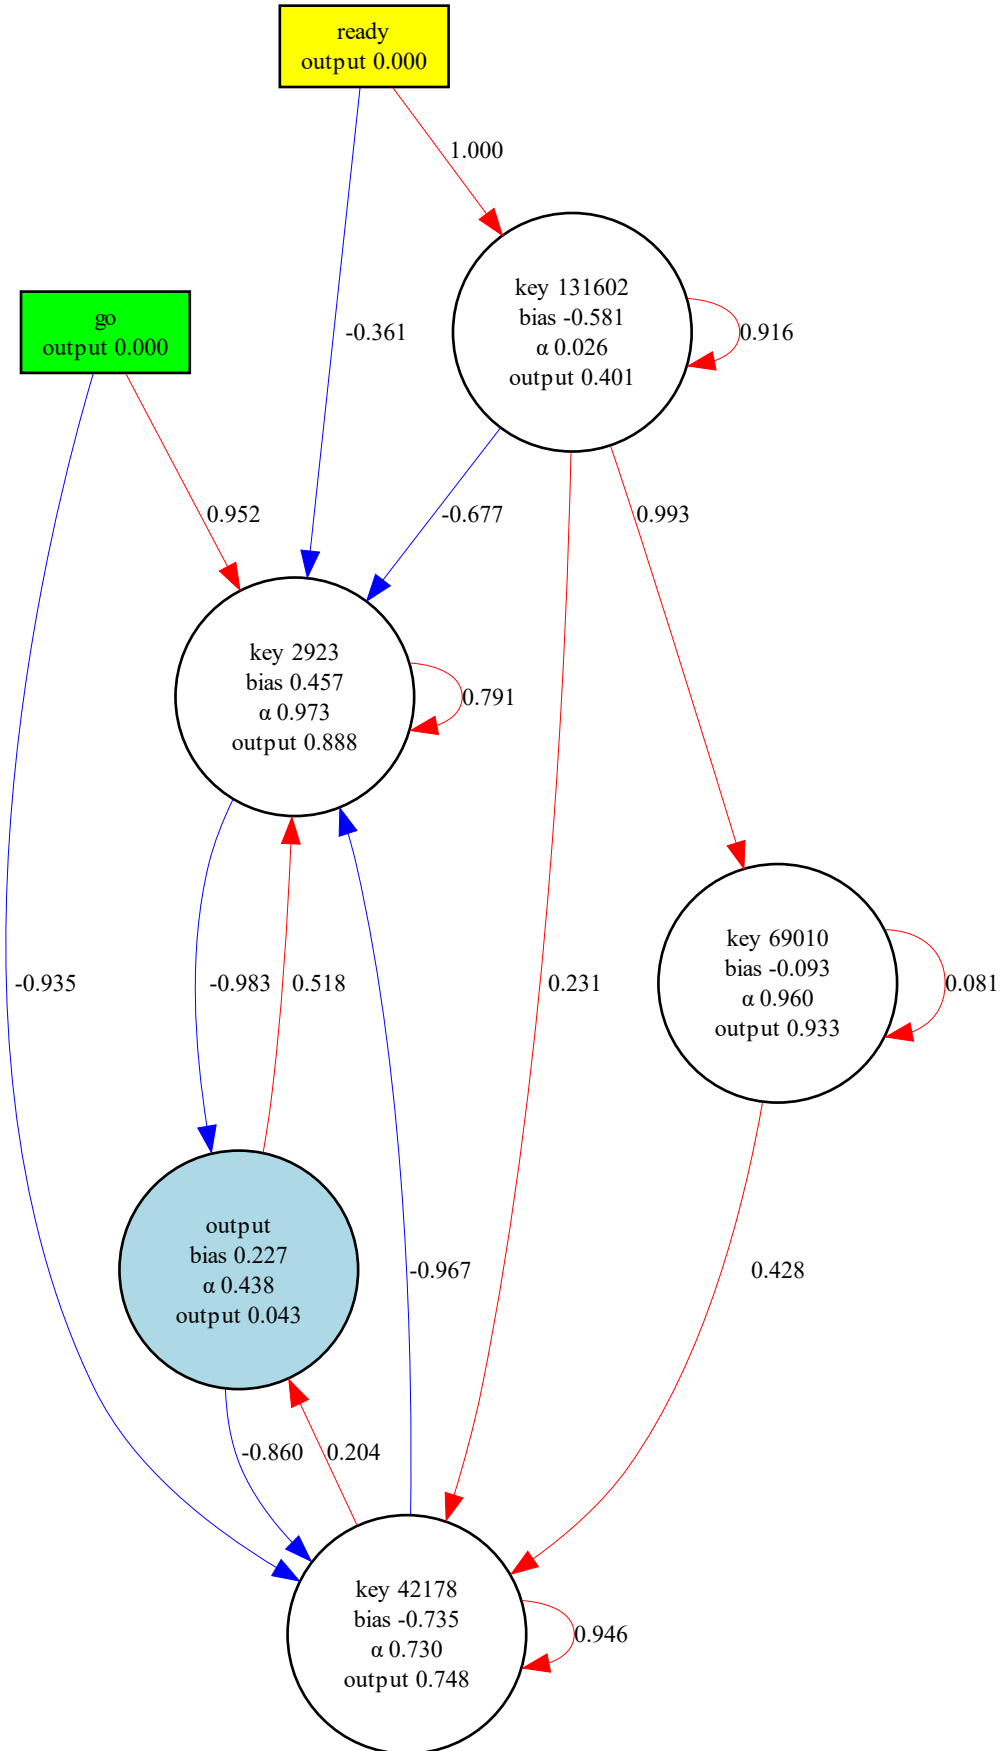 ready
output 0.000
1.000
key 131602
bias -0.581
α 0.026
output 0.401
0.916
go
output 0.000
-0.361
0.952
-0.677
0.993
key 2923
bias 0.457
α 0.973
output 0.888
0.791
key 69010
bias -0.093
α 0.960
output 0.933
0.081
-0.935
-0.983
0.518
0.231
output
bias 0.227
α 0.438
output 0.043
-0.967
0.428
-0.860
0.204
key 42178
bias -0.735
α 0.730
output 0.748
0.946